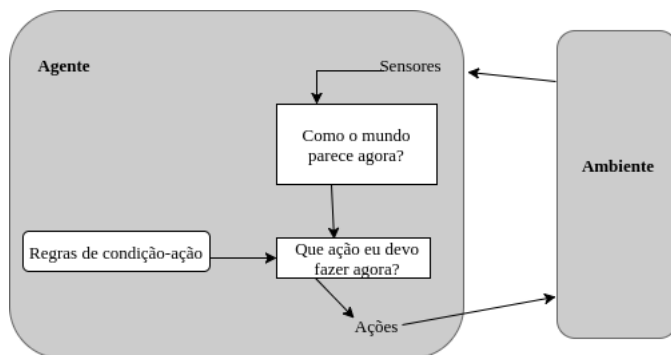 Agente
Sensores
Como o mundo
parece agora?
Ambiente
Regras de condição-ação
Que ação eu devo
fazer agora?
Ações